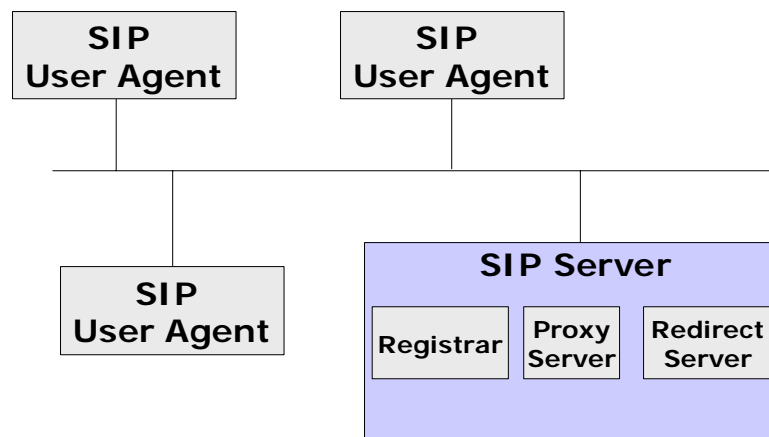 SIP
User Agent
SIP
User Agent
SIP
User Agent
SIP Server
Registrar
Proxy
Server
Redirect
Server